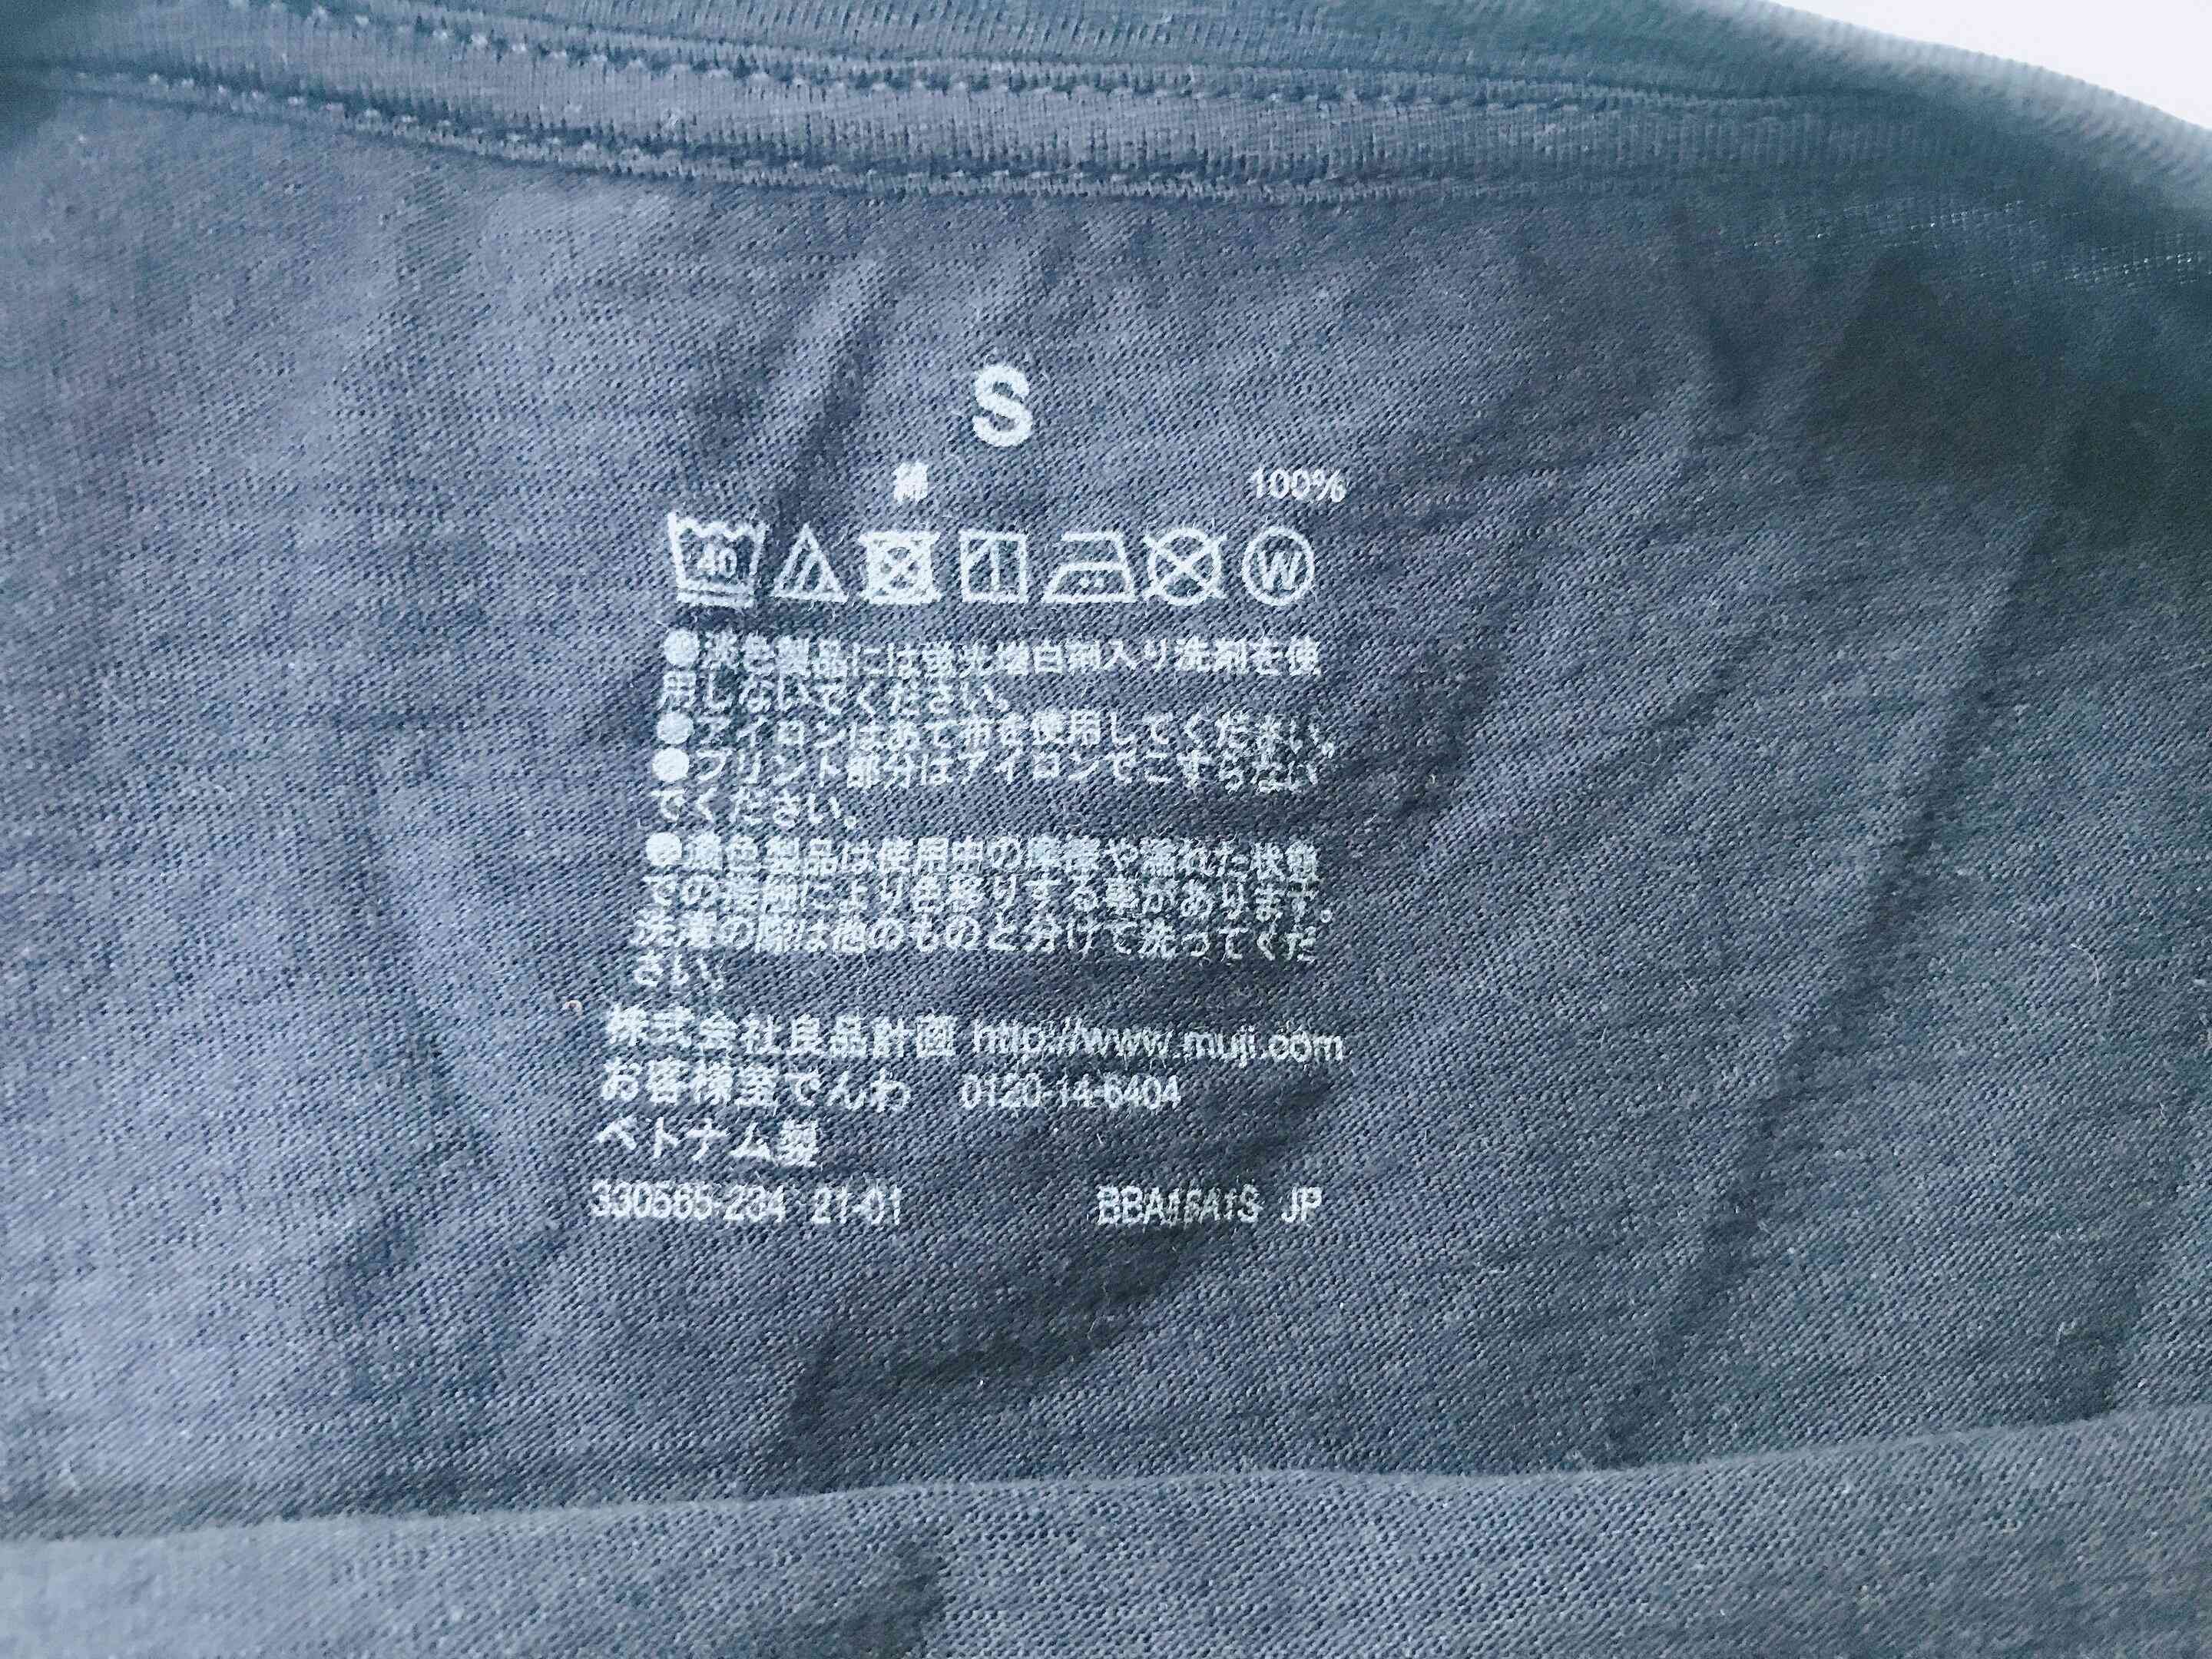 S
綿 100%
40
W
●淡色製品には蛍光増白剤入り洗剤を使
用しないでください。
●アイロンはあて布を使用してください。
●プリント部分はアイロンでこすらない
でください。
●濃色製品は使用中の摩擦や濡れた状態
での接触により色移りする事があります。
洗濯の際は他のものと分けて洗ってくだ
さい。
株式会社良品計画 http://www.muji.com
お客様室でんわ 0120-14-6404
ベトナム製
330565-234 21-01 BBA15A1S JP